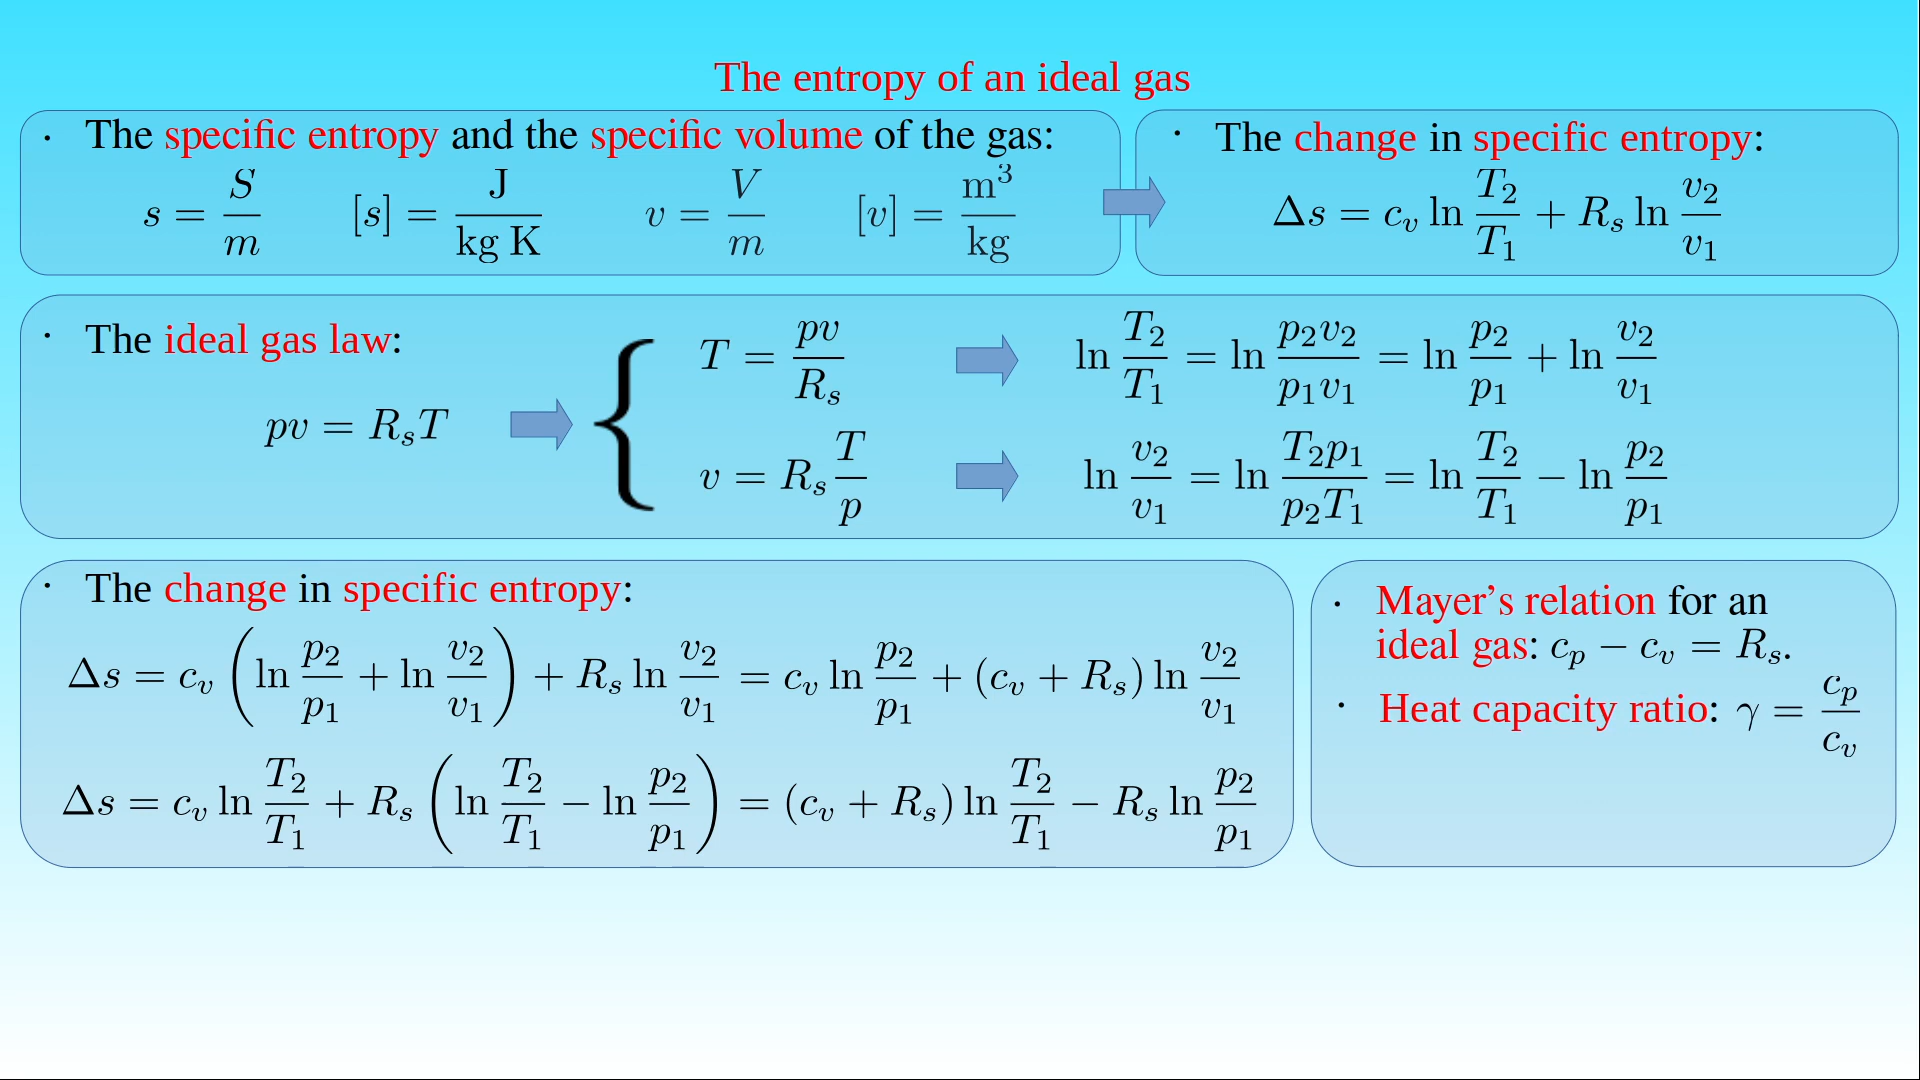 The entropy of an ideal gas
· The specific entropy and the specific volume of the gas:
s = S/m   [s] = J/(kg K)   v = V/m   [v] = m³/kg
· The change in specific entropy:
Δs = c_v ln T₂/T₁ + R_s ln v₂/v₁
· The ideal gas law:
pv = R_sT
T = pv/R_s
ln T₂/T₁ = ln p₂v₂/p₁v₁ = ln p₂/p₁ + ln v₂/v₁
v = R_s T/p
ln v₂/v₁ = ln T₂p₁/p₂T₁ = ln T₂/T₁ − ln p₂/p₁
· The change in specific entropy:
Δs = c_v (ln p₂/p₁ + ln v₂/v₁) + R_s ln v₂/v₁ = c_v ln p₂/p₁ + (c_v + R_s) ln v₂/v₁
Δs = c_v ln T₂/T₁ + R_s (ln T₂/T₁ − ln p₂/p₁) = (c_v + R_s) ln T₂/T₁ − R_s ln p₂/p₁
· Mayer’s relation for an
ideal gas: c_p − c_v = R_s.
· Heat capacity ratio: γ = c_p/c_v